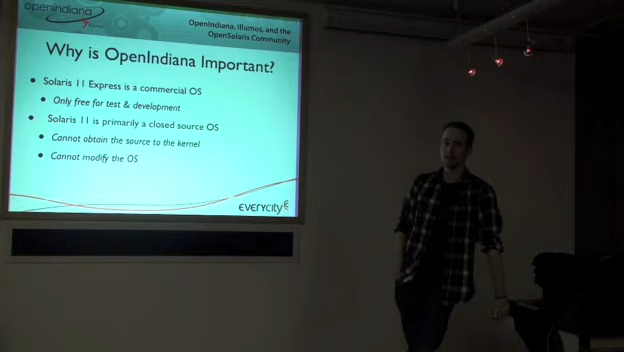 openindiana
OpenIndiana, Illumos, and the
OpenSolaris Community
Why is OpenIndiana Important?
• Solaris 11 Express is a commercial OS
• Only free for test & development
• Solaris 11 is primarily a closed source OS
• Cannot obtain the source to the kernel
• Cannot modify the OS
everycity